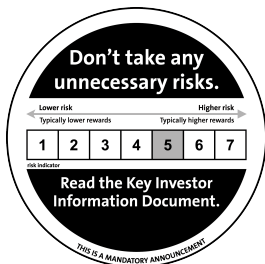 Don’t take any
unnecessary risks.
Lower risk Higher risk
Typically lower rewards Typically higher rewards
1 2 3 4 5 6 7
risk indicator
Read the Key Investor
Information Document.
THIS IS A MANDATORY ANNOUNCEMENT